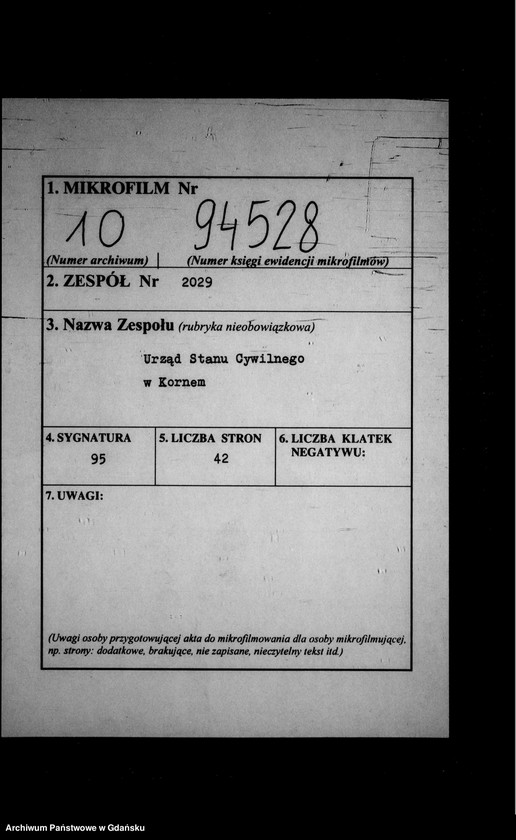 1. MIKROFILM Nr
10 94528
(Numer archiwum) | (Numer księgi ewidencji mikrofilmów)
2. ZESPÓŁ Nr 2029
3. Nazwa Zespołu (rubryka nieobowiązkowa)
Urząd Stanu Cywilnego
w Kornem
4. SYGNATURA
95
5. LICZBA STRON
42
6. LICZBA KLATEK
NEGATYWU:
7. UWAGI:
(Uwagi osoby przygotowującej akta do mikrofilmowania dla osoby mikrofilmującej,
np. strony: dodatkowe, brakujące, nie zapisane, nieczytelny tekst itd.)
Archiwum Państwowe w Gdańsku